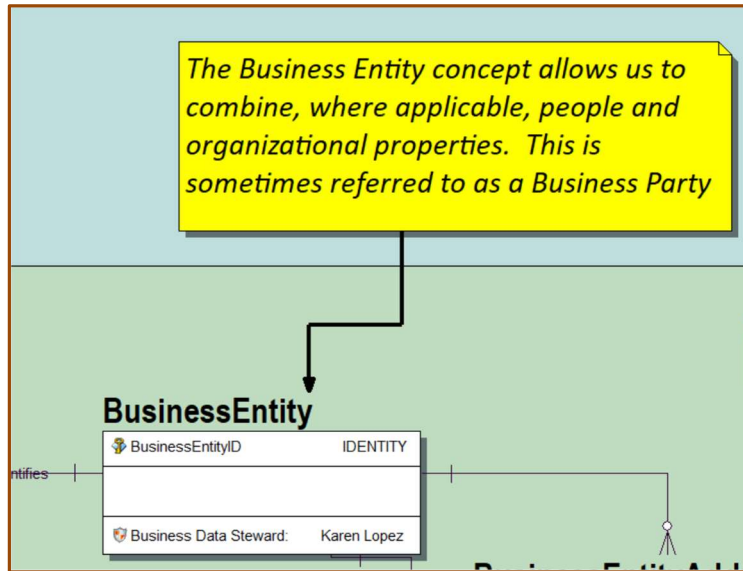 The Business Entity concept allows us to
combine, where applicable, people and
organizational properties.  This is
sometimes referred to as a Business Party
BusinessEntity
BusinessEntityID IDENTITY
Business Data Steward: Karen Lopez